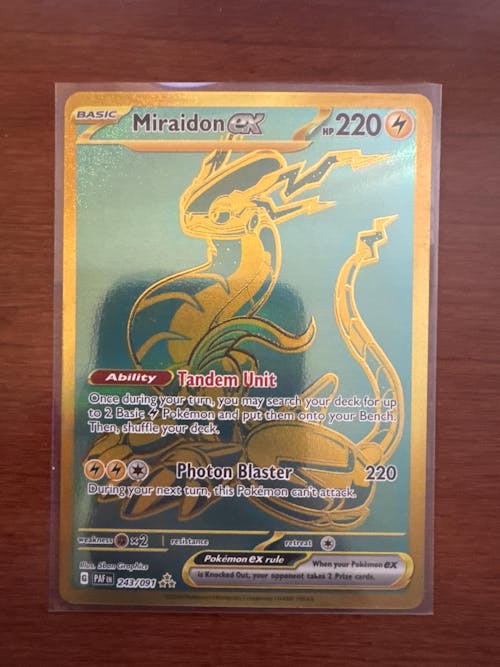 BASIC Miraidon ex HP 220
Ability Tandem Unit
Once during your turn, you may search your deck for up
to 2 Basic Pokémon and put them onto your Bench.
Then, shuffle your deck.
Photon Blaster 220
During your next turn, this Pokémon can't attack.
weakness ×2 resistance retreat
Illus. 5ban Graphics
G PAF EN 243/091
Pokémon ex rule
When your Pokémon ex
is Knocked Out, your opponent takes 2 Prize cards.